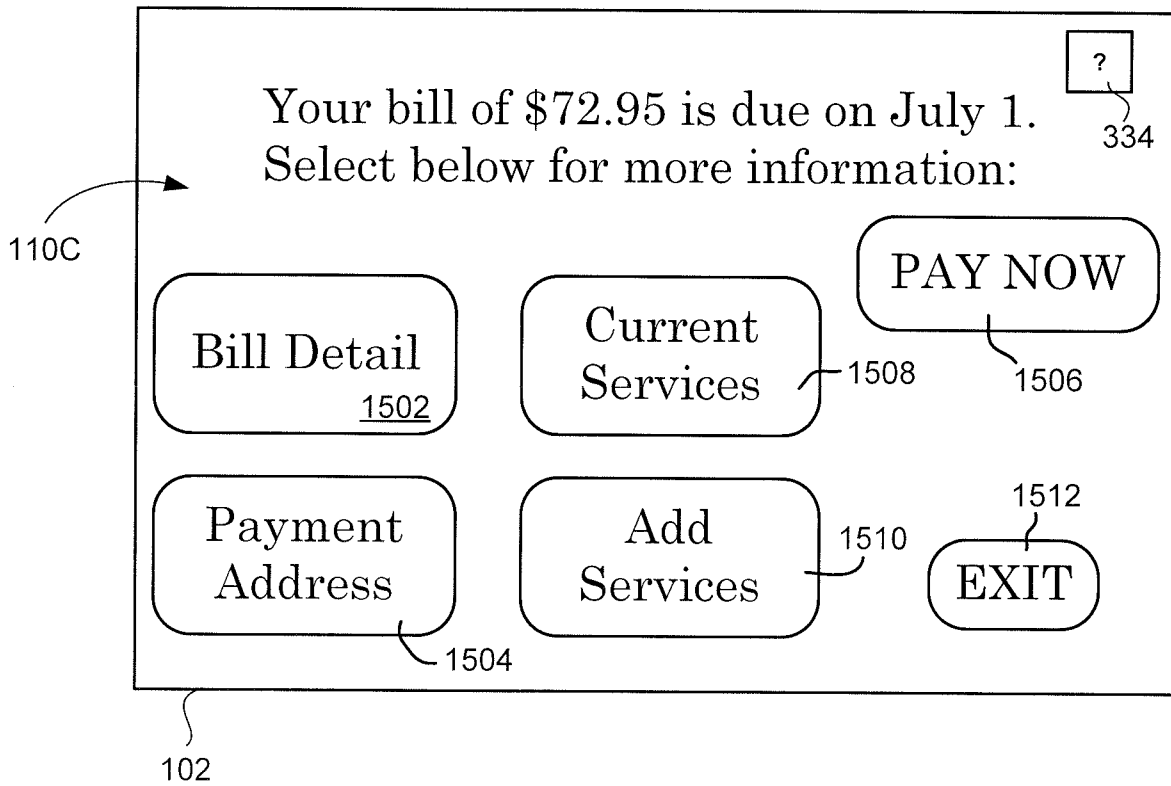 ?
334
Your bill of $72.95 is due on July 1.
Select below for more information:
110C
PAY NOW
1506
Bill Detail
1502
Current
Services
1508
Payment
Address
1504
Add
Services
1510
1512
EXIT
102